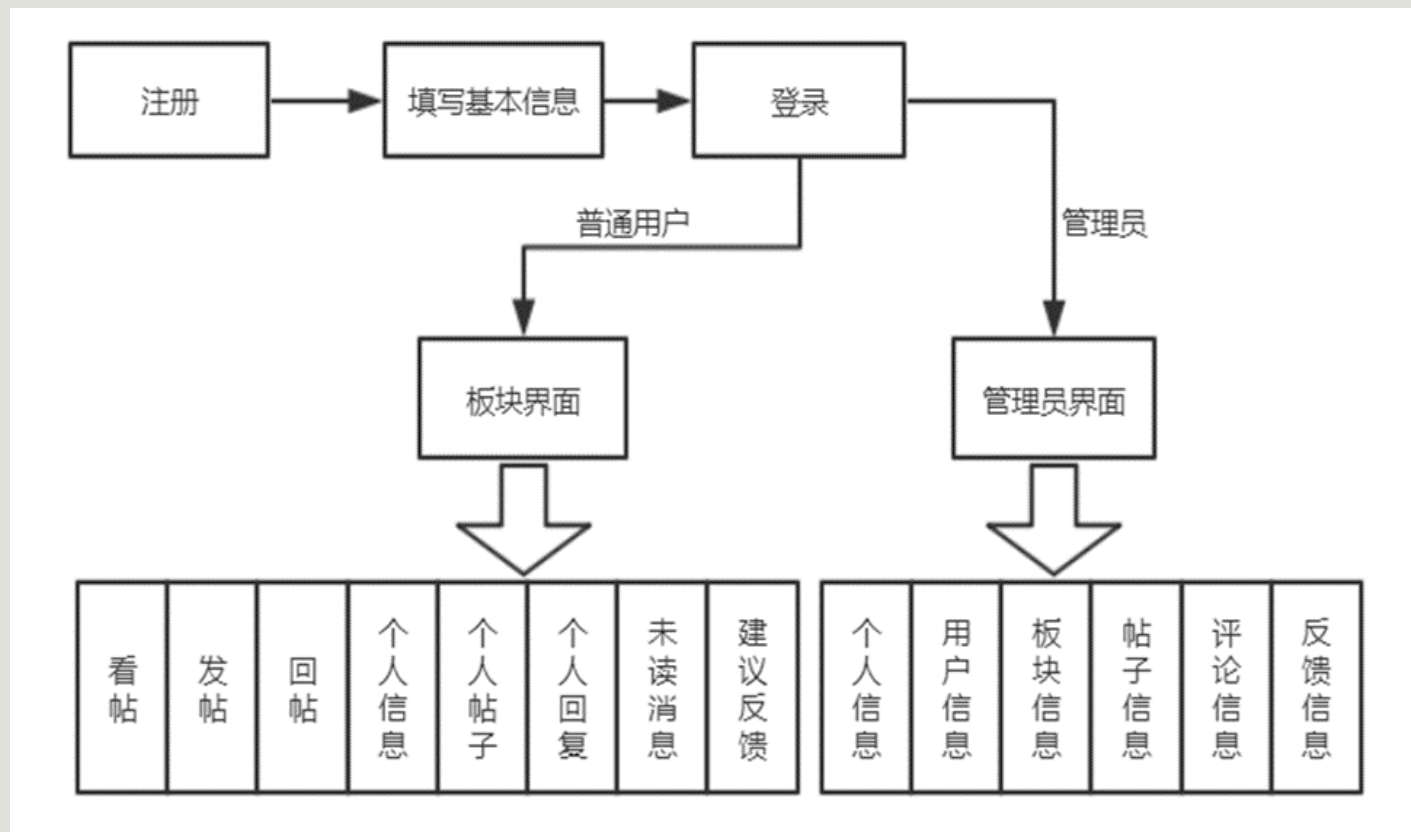 注册
填写基本信息
登录
普通用户
管理员
板块界面
管理员界面
看帖
发帖
回帖
个人信息
个人帖子
个人回复
未读消息
建议反馈
个人信息
用户信息
板块信息
帖子信息
评论信息
反馈信息